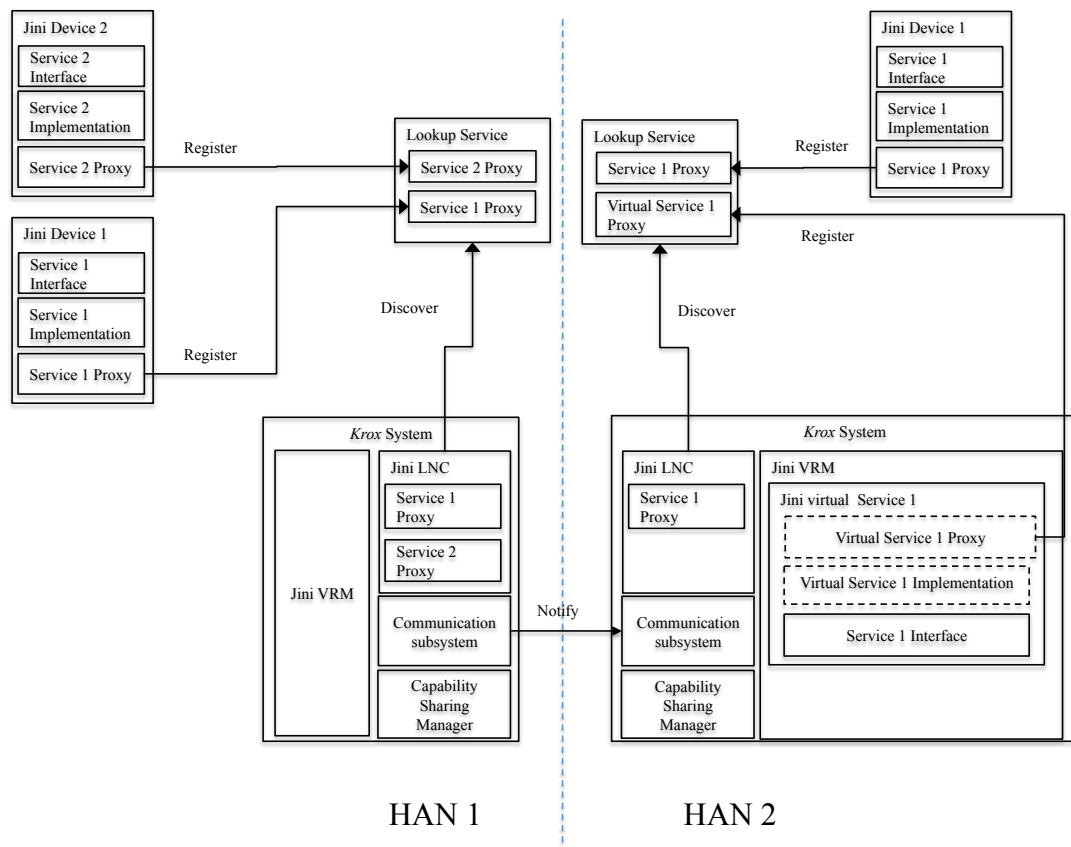 Jini Device 2
Service 2
Interface
Service 2
Implementation
Service 2 Proxy
Register
Lookup Service
Service 2 Proxy
Service 1 Proxy
Jini Device 1
Service 1
Interface
Service 1
Implementation
Service 1 Proxy
Register
Discover
Krox System
Jini VRM
Jini LNC
Service 1
Proxy
Service 2
Proxy
Communication
subsystem
Capability
Sharing
Manager
Notify
HAN 1
Jini Device 1
Service 1
Interface
Service 1
Implementation
Service 1 Proxy
Register
Lookup Service
Service 1 Proxy
Virtual Service 1
Proxy
Register
Discover
Krox System
Jini LNC
Service 1
Proxy
Communication
subsystem
Capability
Sharing
Manager
Jini VRM
Jini virtual Service 1
Virtual Service 1 Proxy
Virtual Service 1 Implementation
Service 1 Interface
HAN 2